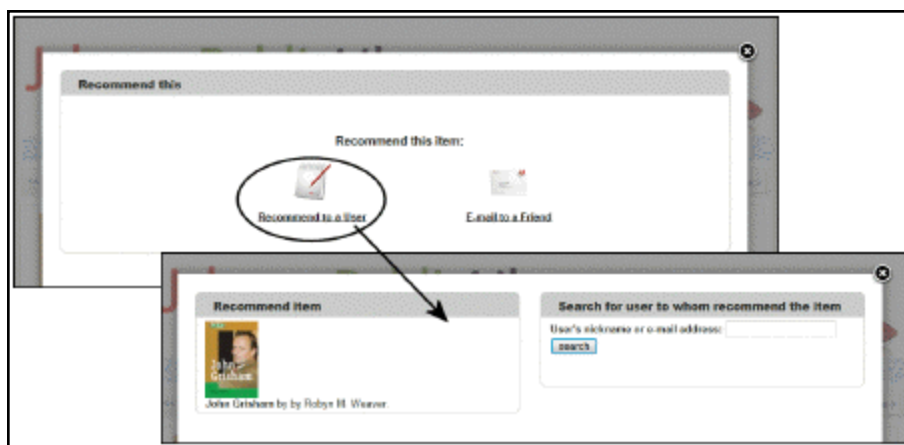 Recommend this
Recommend this item:
Recommend to a User
E-mail to a Friend
Recommend item
Search for user to whom recommend the item
User's nickname or e-mail address:
search
John
Grisham
John Grisham by by Robyn M. Weaver.